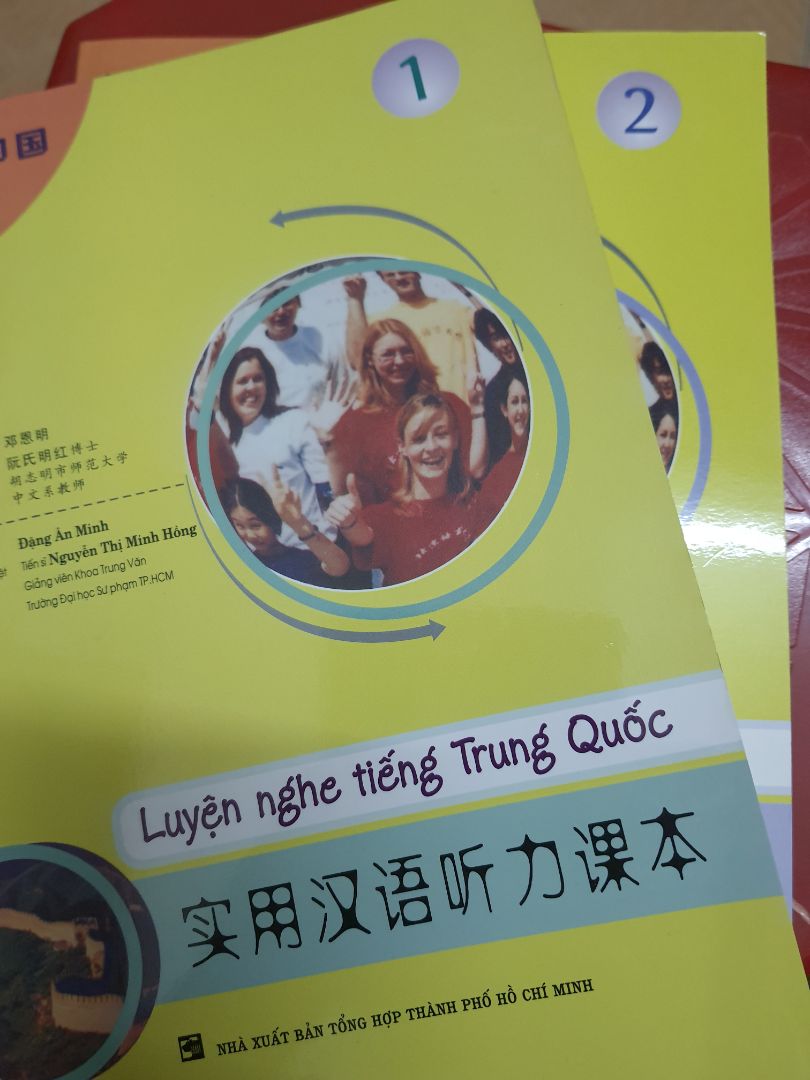 1
2
国
邓恩明
阮氏明红博士
胡志明市师范大学
中文系教师
Đặng Ân Minh
Tiến sĩ Nguyễn Thị Minh Hồng
Giảng viên Khoa Trung Văn
Trường Đại học Sư phạm TP.HCM
Luyện nghe tiếng Trung Quốc
实用汉语听力课本
NHÀ XUẤT BẢN TỔNG HỢP THÀNH PHỐ HỒ CHÍ MINH